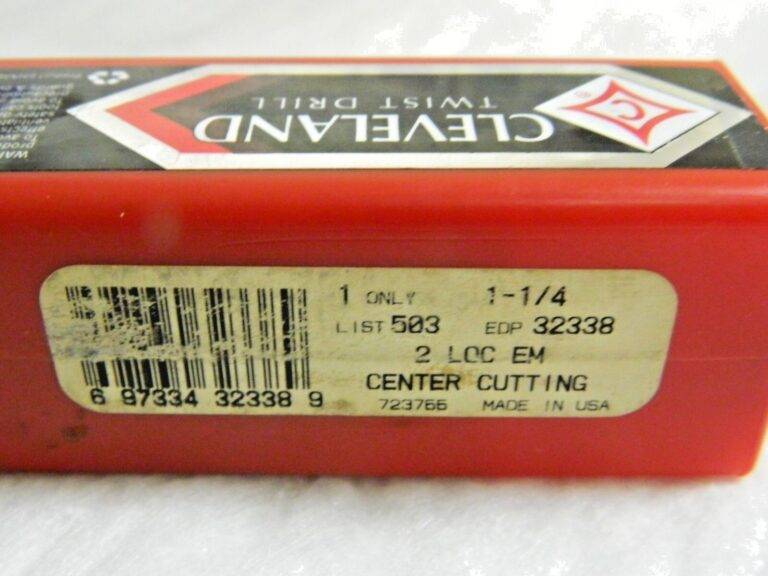 CLEVELAND
TWIST DRILL
C
®
1 ONLY 1-1/4
LIST 503 EDP 32338
2 LOC EM
CENTER CUTTING
723766 MADE IN USA
6 97334 32338 9